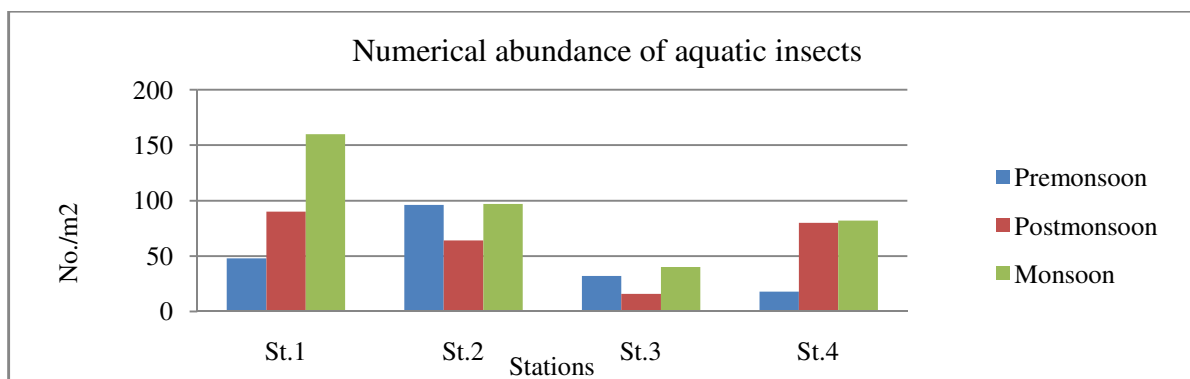 Numerical abundance of aquatic insects
200
150
100
50
0
No./m2
St.1
St.2
St.3
St.4
Stations
Premonsoon
Postmonsoon
Monsoon